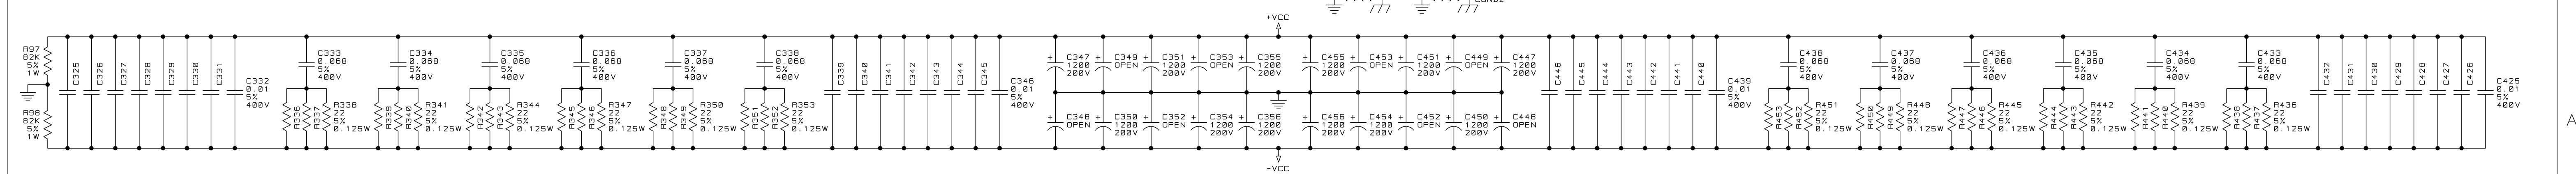 CGND2
+VCC
R97
82K
5%
1W
R98
82K
5%
1W
C325
C326
C327
C328
C329
C330
C331
C332
0.01
5%
400V
C333
0.068
5%
400V
R336
R337
R338
22
5%
0.125W
C334
0.068
5%
400V
R339
R340
R341
22
5%
0.125W
C335
0.068
5%
400V
R342
R343
R344
22
5%
0.125W
C336
0.068
5%
400V
R345
R346
R347
22
5%
0.125W
C337
0.068
5%
400V
R348
R349
R350
22
5%
0.125W
C338
0.068
5%
400V
R351
R352
R353
22
5%
0.125W
C339
C340
C341
C342
C343
C344
C345
C346
0.01
5%
400V
+ C347
1200
200V
+ C349
OPEN
+ C351
1200
200V
+ C353
OPEN
+ C355
1200
200V
+ C455
1200
200V
+ C453
OPEN
+ C451
1200
200V
+ C449
OPEN
+ C447
1200
200V
+ C348
OPEN
+ C350
1200
200V
+ C352
OPEN
+ C354
1200
200V
+ C356
1200
200V
+ C456
1200
200V
+ C454
1200
200V
+ C452
OPEN
+ C450
1200
200V
+ C448
OPEN
C446
C445
C444
C443
C442
C441
C440
C439
0.01
5%
400V
C438
0.068
5%
400V
R453
R452
R451
22
5%
0.125W
C437
0.068
5%
400V
R450
R449
R448
22
5%
0.125W
C436
0.068
5%
400V
R447
R446
R445
22
5%
0.125W
C435
0.068
5%
400V
R444
R443
R442
22
5%
0.125W
C434
0.068
5%
400V
R441
R440
R439
22
5%
0.125W
C433
0.068
5%
400V
R438
R437
R436
22
5%
0.125W
C432
C431
C430
C429
C428
C427
C426
C425
0.01
5%
400V
A
-VCC